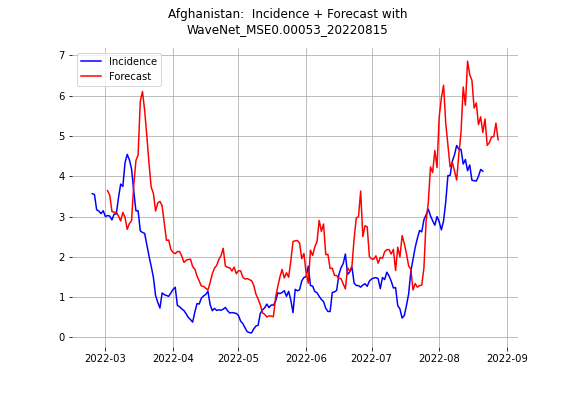 Afghanistan:  Incidence + Forecast with
WaveNet_MSE0.00053_20220815
Incidence
Forecast
7
6
5
4
3
2
1
0
2022-03 2022-04 2022-05 2022-06 2022-07 2022-08 2022-09